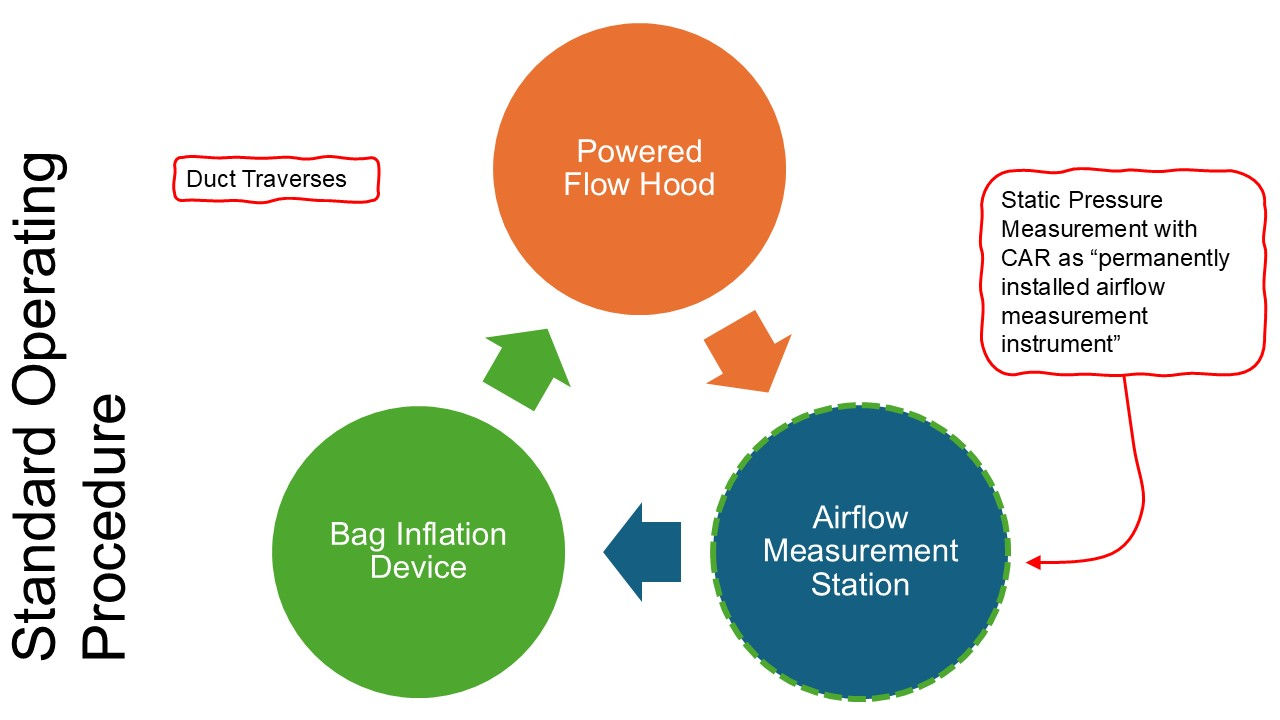 Standard Operating
Procedure
Duct Traverses
Powered
Flow Hood
Static Pressure
Measurement with
CAR as “permanently
installed airflow
measurement
instrument”
Airflow
Measurement
Station
Bag Inflation
Device